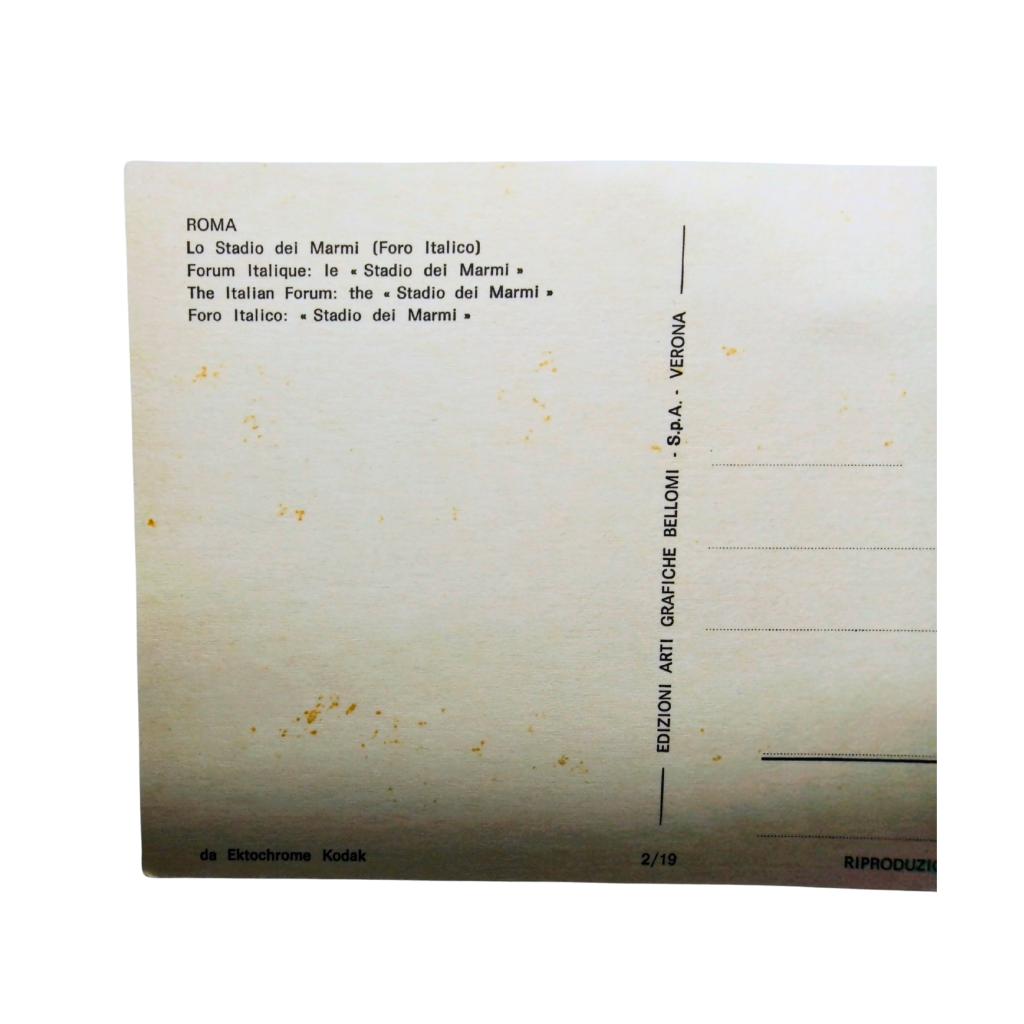 ROMA
Lo Stadio dei Marmi (Foro Italico)
Forum Italique: le « Stadio dei Marmi »
The Italian Forum: the « Stadio dei Marmi »
Foro Italico: « Stadio dei Marmi »
EDIZIONI ARTI GRAFICHE BELLOMI - S.p.A. - VERONA
da Ektochrome Kodak
2/19